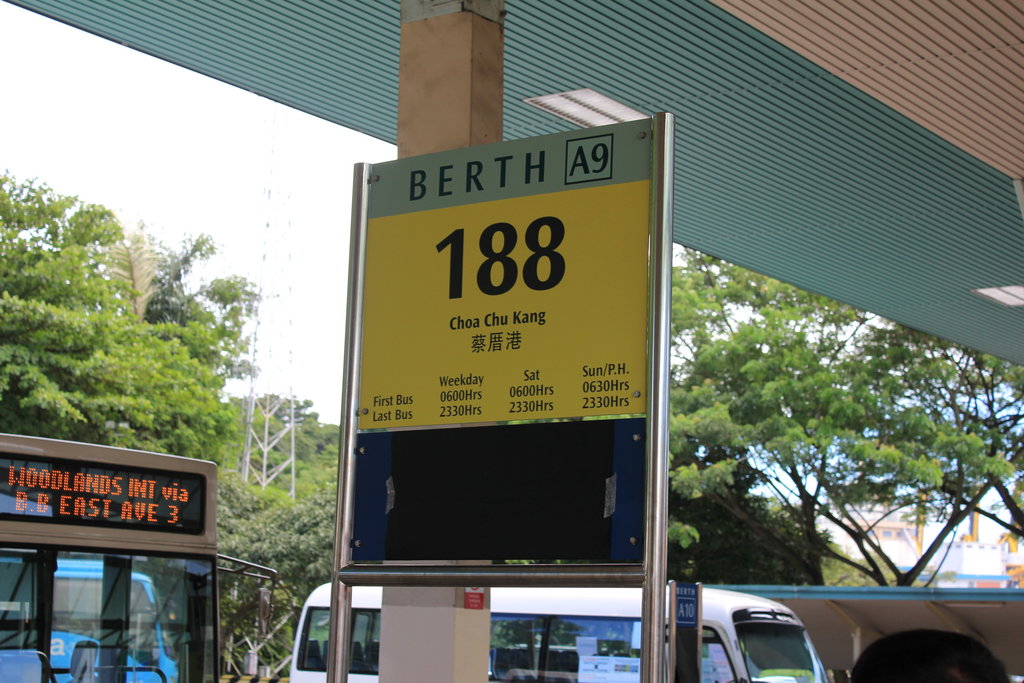 BERTH A9
188
Choa Chu Kang
蔡厝港
Weekday Sat Sun/P.H.
First Bus 0600Hrs 0600Hrs 0630Hrs
Last Bus 2330Hrs 2330Hrs 2330Hrs
WOODLANDS INT via
B.B EAST AVE 3
BERTH
A10